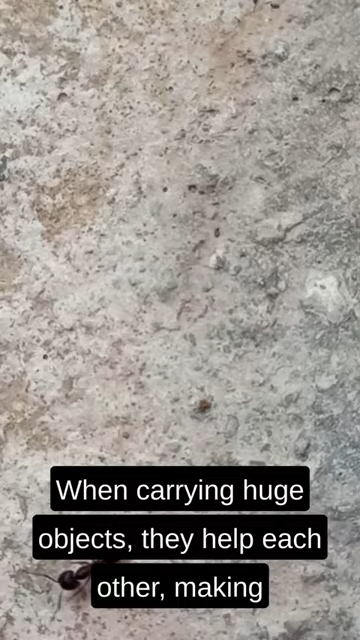 When carrying huge
objects, they help each
other, making